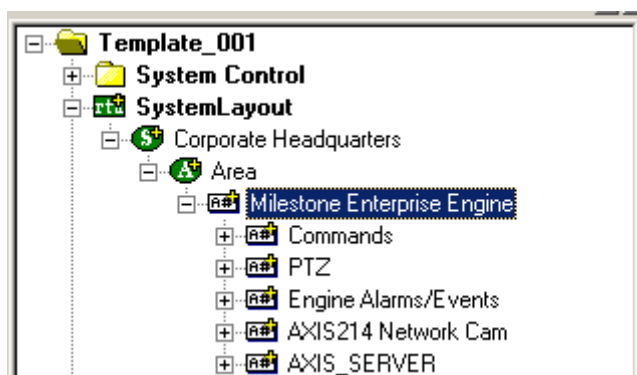 Template_001
System Control
rtu SystemLayout
S Corporate Headquarters
A Area
A# Milestone Enterprise Engine
A# Commands
A# PTZ
A# Engine Alarms/Events
A# AXIS214 Network Cam
A# AXIS_SERVER